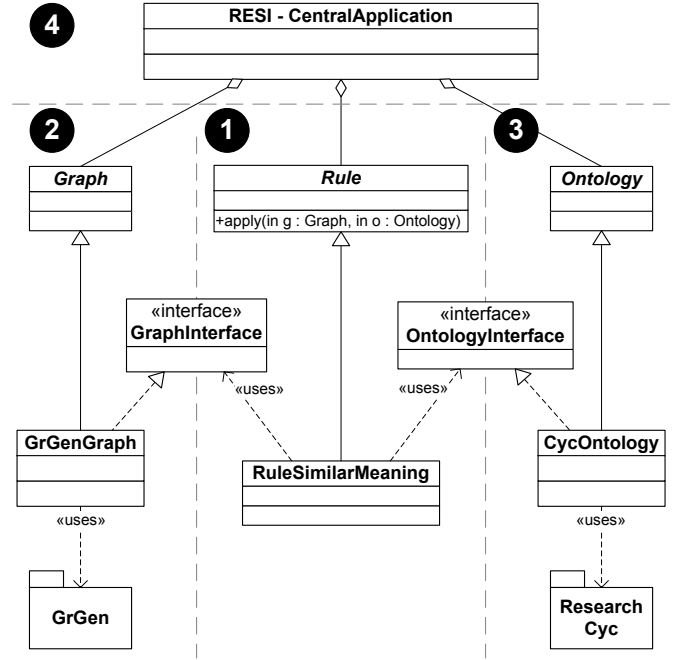 4
RESI - CentralApplication
2
1
3
Graph
Rule
Ontology
+apply(in g : Graph, in o : Ontology)
«interface»
GraphInterface
«interface»
OntologyInterface
«uses»
«uses»
GrGenGraph
CycOntology
RuleSimilarMeaning
«uses»
«uses»
GrGen
Research
Cyc